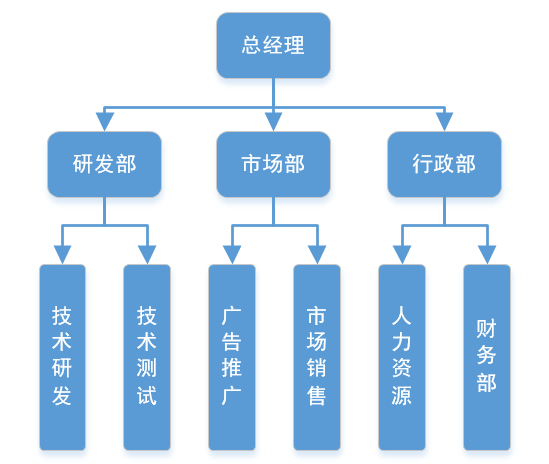 总经理
研发部
市场部
行政部
技术研发
技术测试
广告推广
市场销售
人力资源
财务部